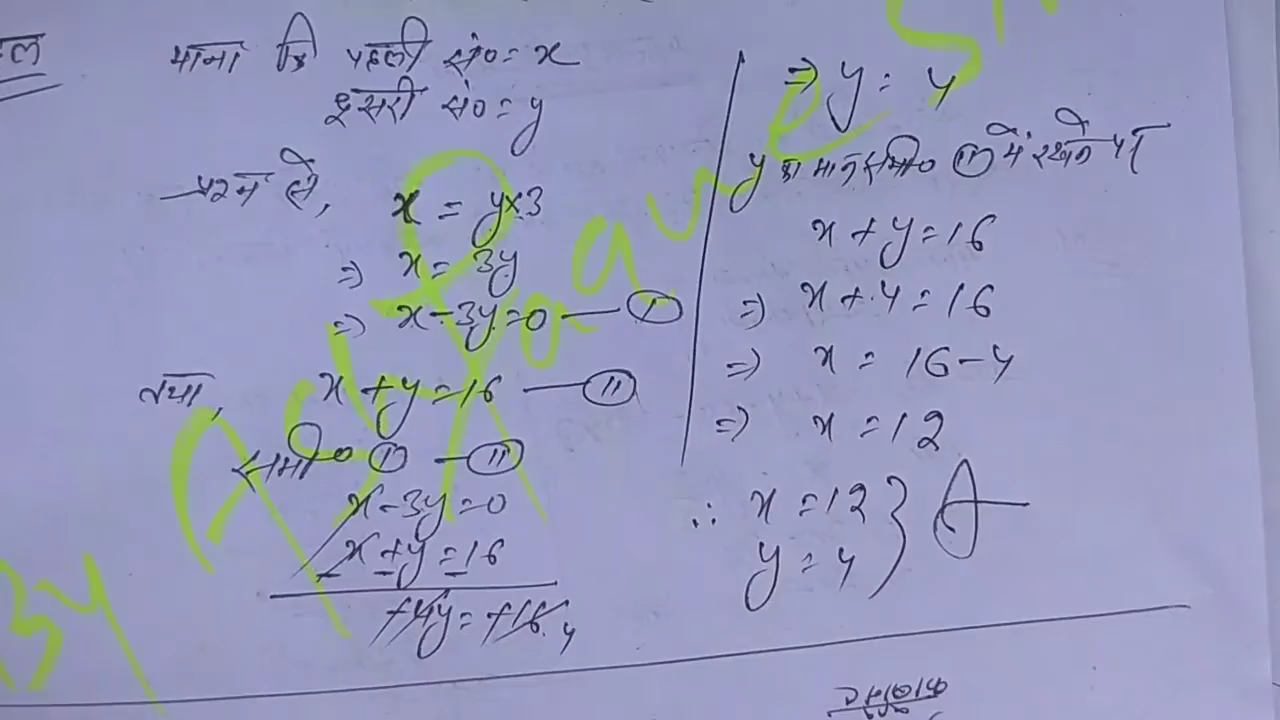 हल
माना कि पहली सं० = x
दूसरी सं० = y
प्रश्न से,
x = y×3
⇒ x = 3y
⇒ x - 3y = 0 — (I)
तथा, x + y = 16 — (II)
समी० (I) - (II)
x - 3y = 0
x + y = 16
- - -
+4y = +16 4
⇒ y = 4
y का मान समी० (II) में रखने पर
x + y = 16
⇒ x + 4 = 16
⇒ x = 16 - 4
⇒ x = 12
∴ x = 12
y = 4 } A